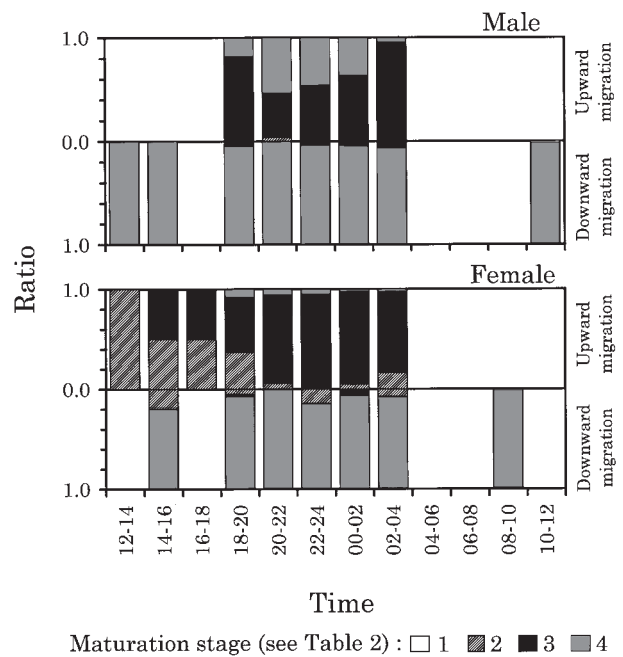 Male
1.0
0.0
1.0
Upward
migration
Downward
migration
Female
1.0
0.0
1.0
Upward
migration
Downward
migration
Ratio
12-14
14-16
16-18
18-20
20-22
22-24
00-02
02-04
04-06
06-08
08-10
10-12
Time
Maturation stage (see Table 2) : 1 2 3 4